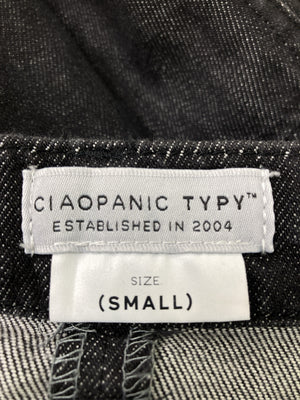 CIAOPANIC TYPY™
ESTABLISHED IN 2004
SIZE
(SMALL)